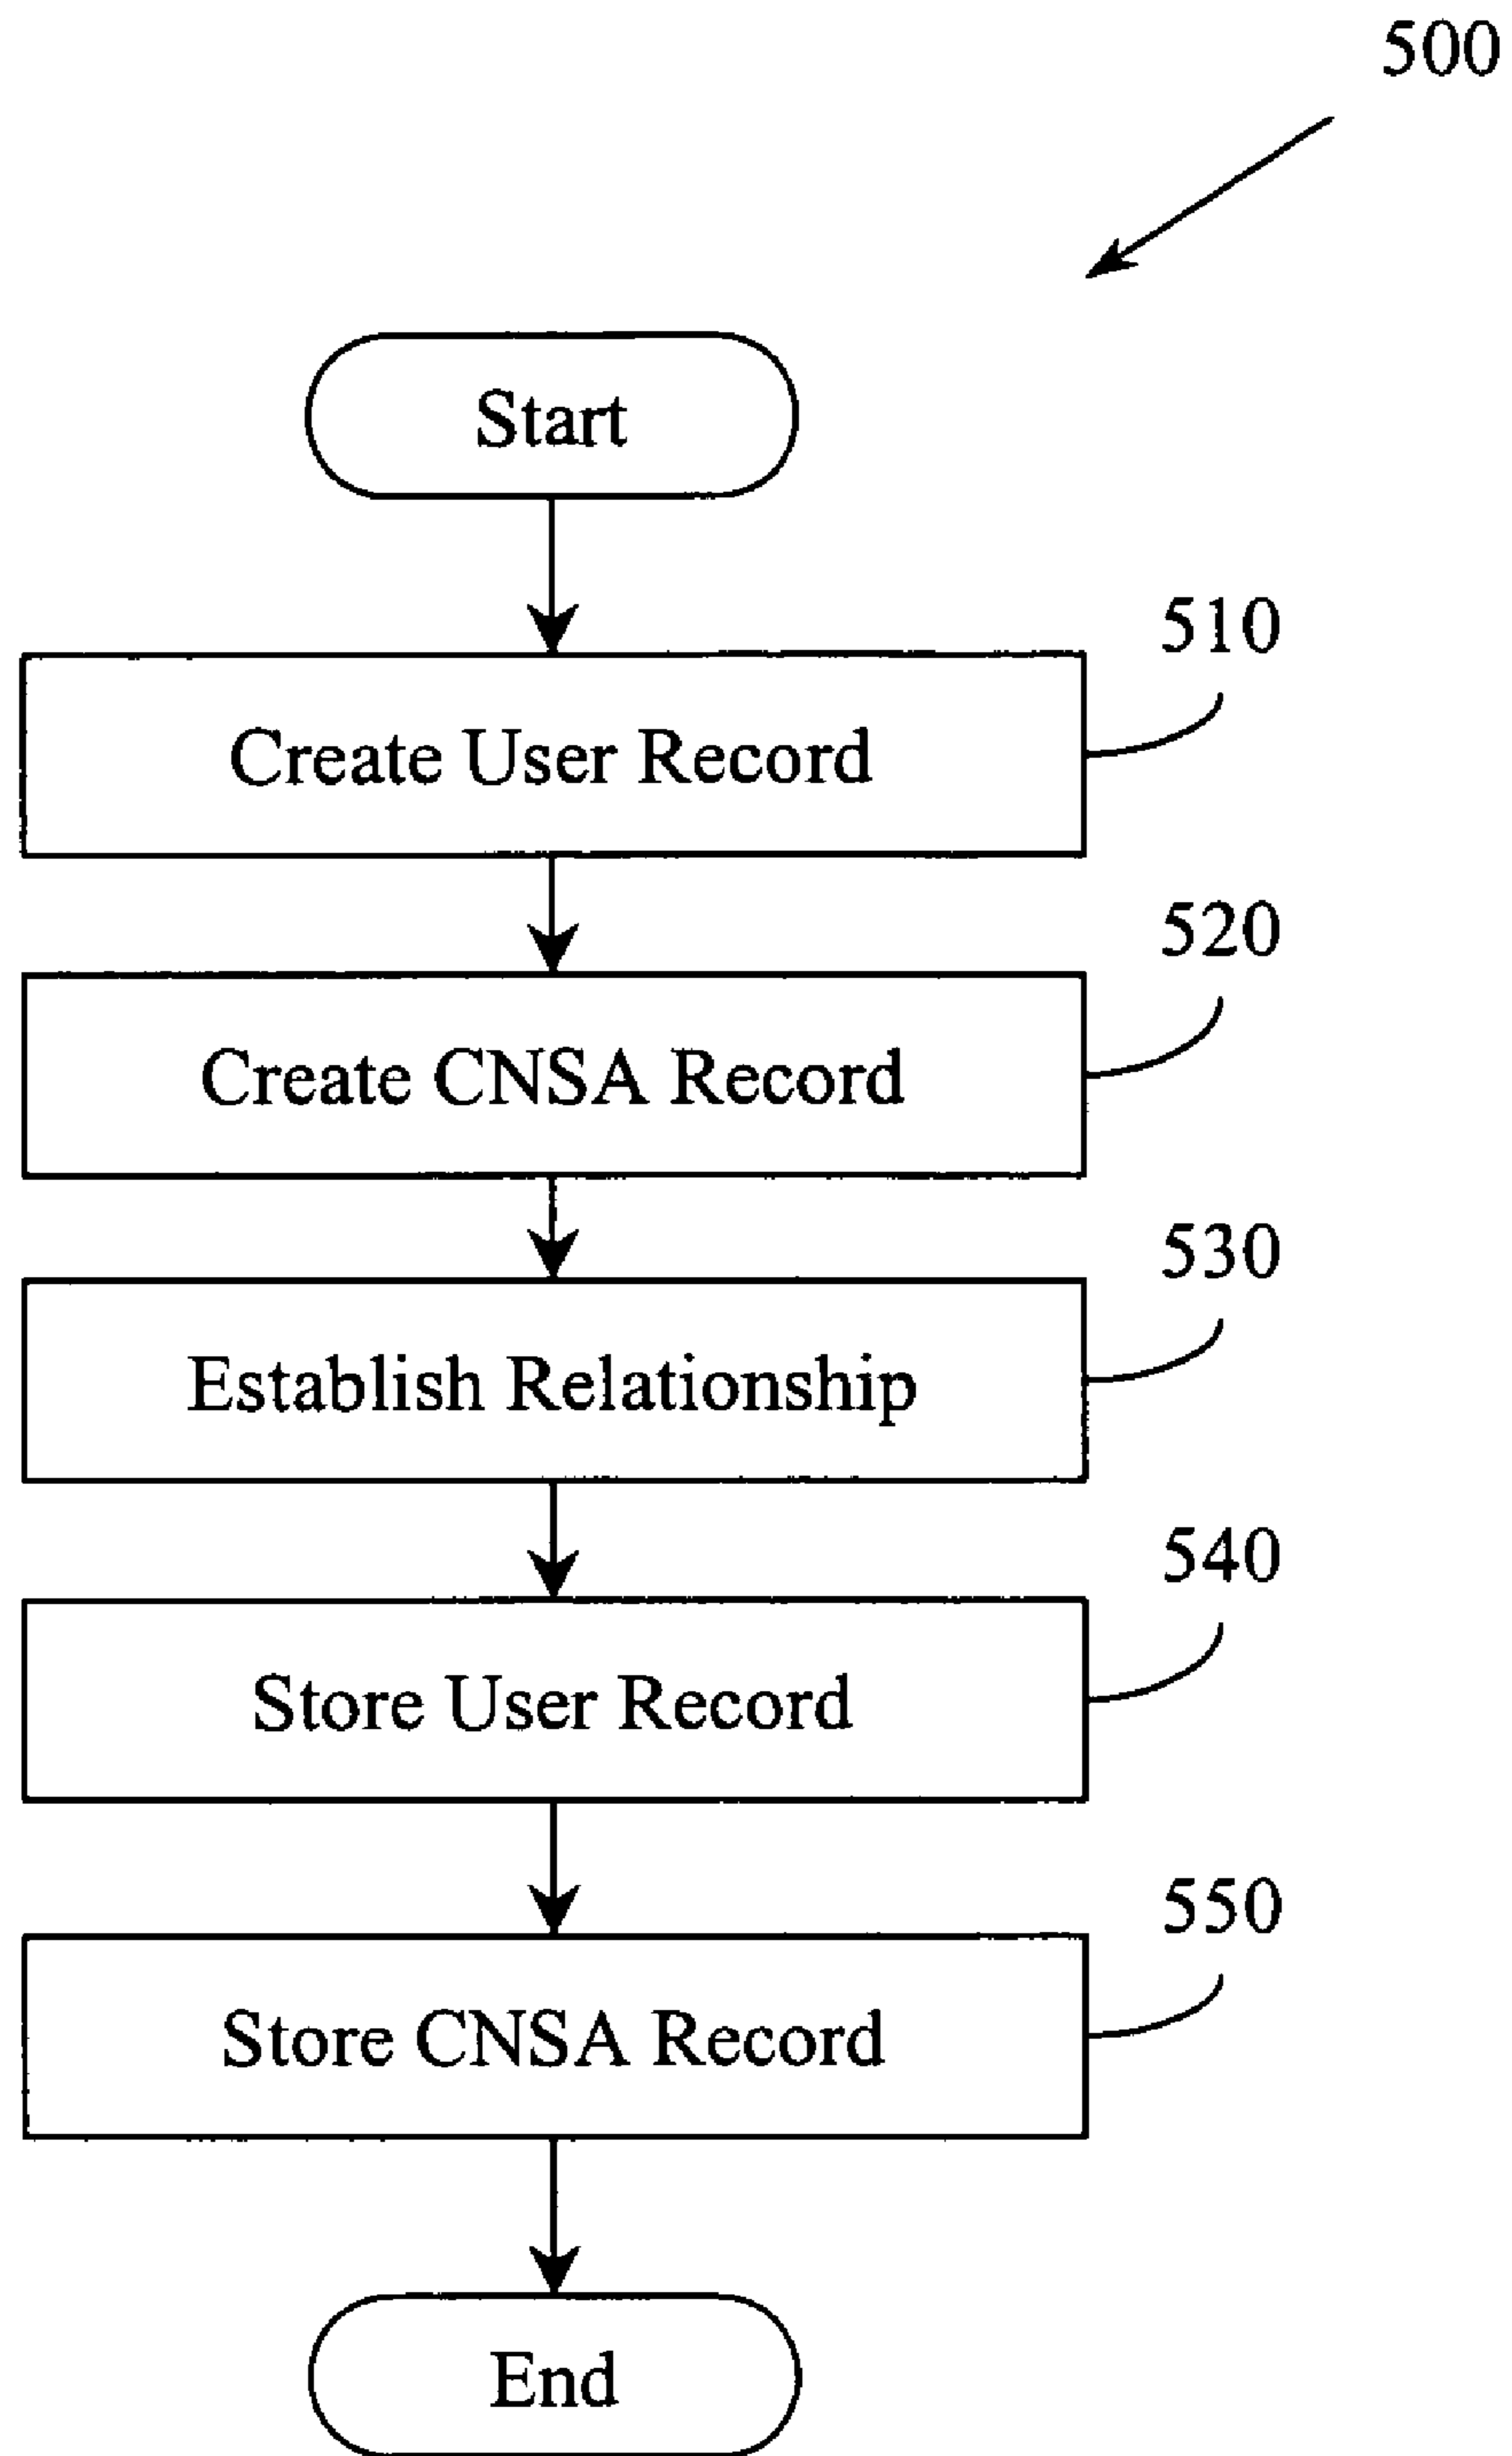 500
Start
510
Create User Record
520
Create CNSA Record
530
Establish Relationship
540
Store User Record
550
Store CNSA Record
End